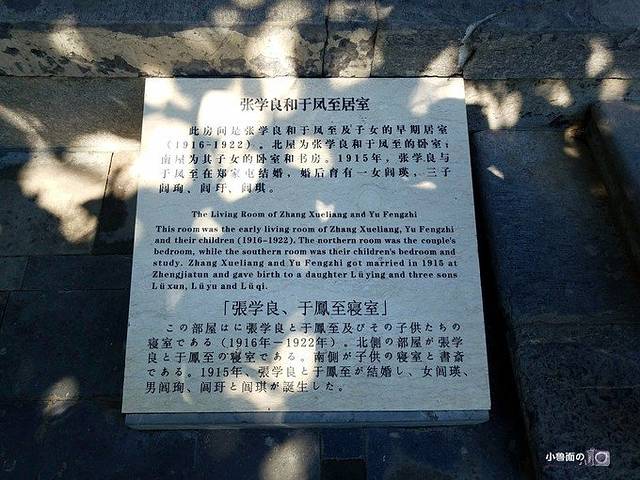 张学良和于凤至居室
此房间是张学良和于凤至及子女的早期居室
(1916-1922)。北屋为张学良和于凤至的卧室;
南屋为其子女的卧室和书房。1915年,张学良与
于凤至在郑家屯结婚,婚后育有一女闾瑛,三子
闾珣、闾玗、闾琪。
The Living Room of Zhang Xueliang and Yu Fengzhi
This room was the early living room of Zhang Xueliang, Yu Fengzhi
and their children (1916-1922). The northern room was the couple's
bedroom, while the southern room was their children's bedroom and
study. Zhang Xueliang and Yu Fengzhi got married in 1915 at
Zhengjiatun and gave birth to a daughter Lü ying and three sons
Lü xun, Lü yu and Lü qi.
「張学良、于鳳至寝室」
この部屋はに張学良と于鳳至及びその子供たちの
寝室である(1916年-1922年)。北側の部屋が張学
良と于鳳至の寝室である。南側が子供の寝室と書斎
である。1915年、張学良と于鳳至が結婚し、女闾瑛、
男闾珣、闾玗と闾琪が誕生した。
小鲁面の